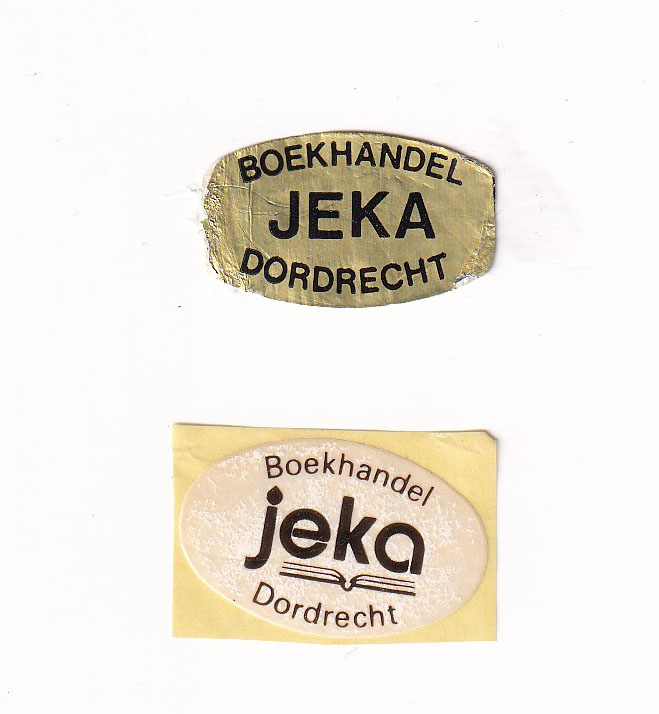 BOEKHANDEL
JEKA
DORDRECHT
Boekhandel
jeka
Dordrecht